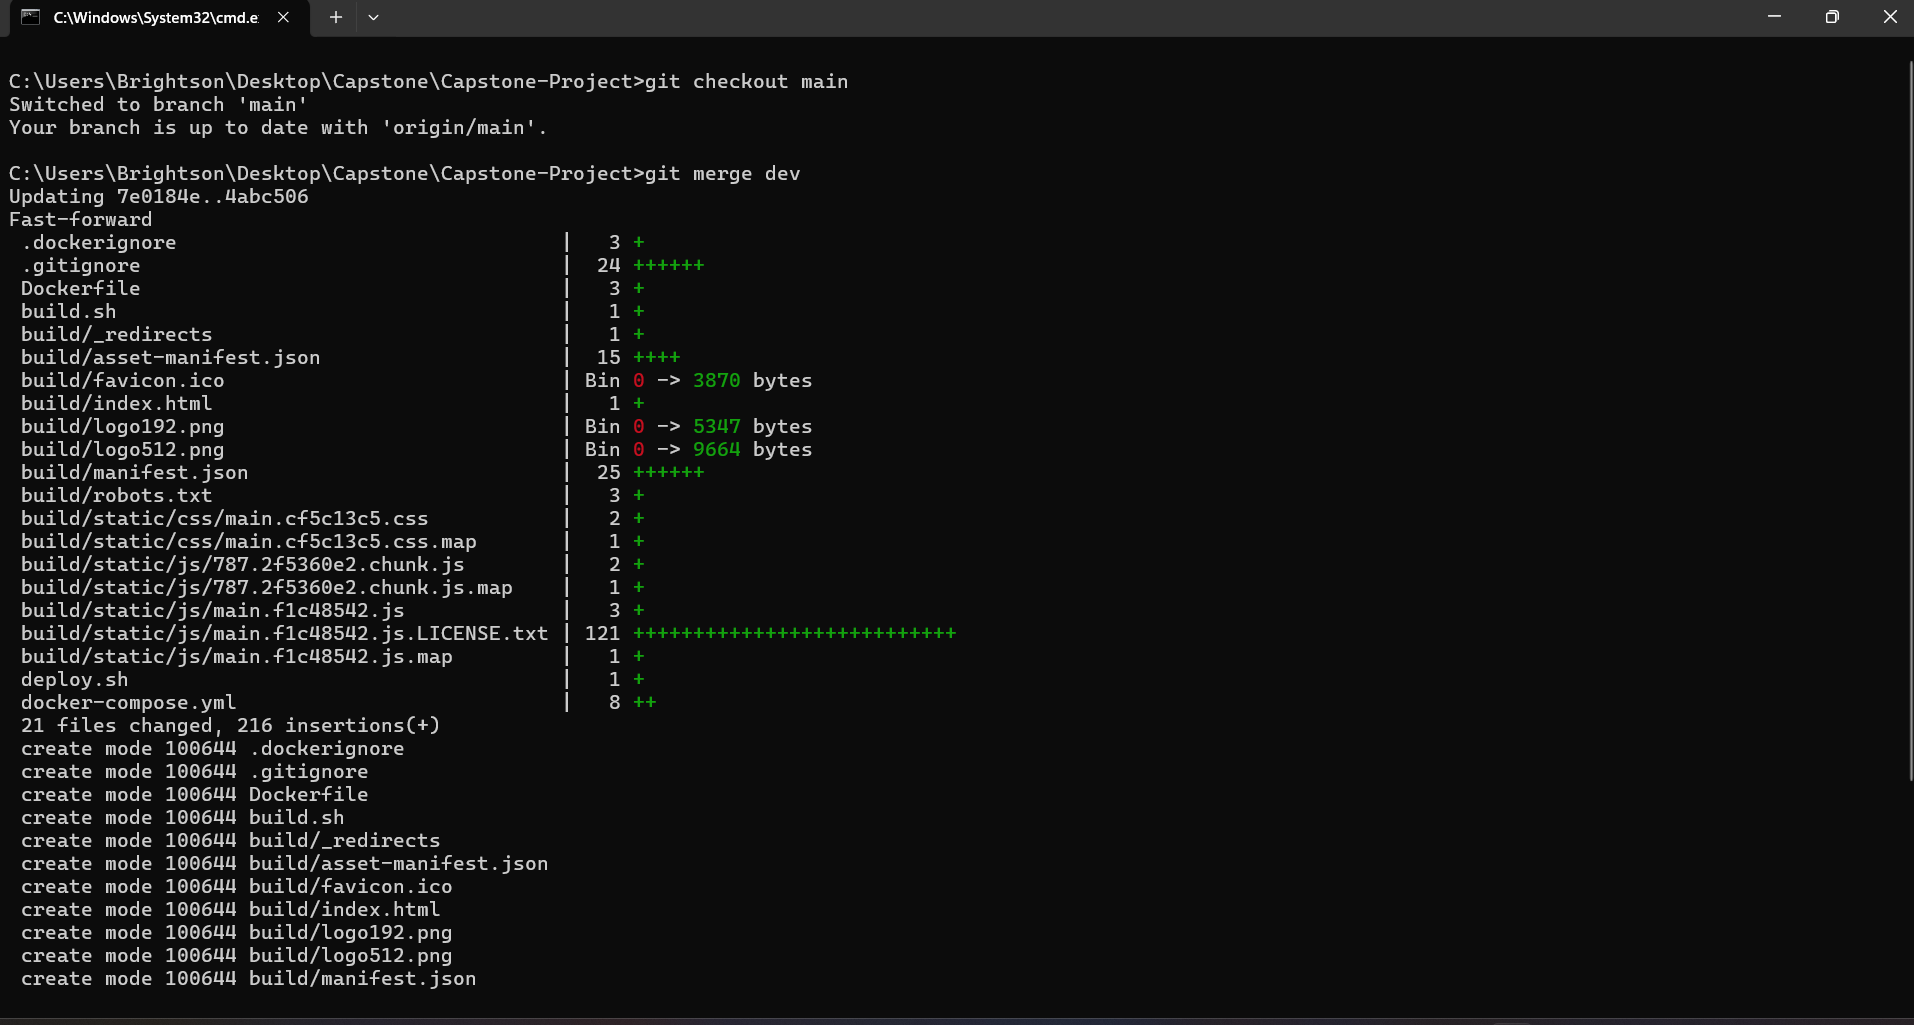 C:\Windows\System32\cmd.e
C:\Users\Brightson\Desktop\Capstone\Capstone-Project>git checkout main
Switched to branch 'main'
Your branch is up to date with 'origin/main'.
C:\Users\Brightson\Desktop\Capstone\Capstone-Project>git merge dev
Updating 7e0184e..4abc506
Fast-forward
 .dockerignore | 3 +
 .gitignore | 24 ++++++
 Dockerfile | 3 +
 build.sh | 1 +
 build/_redirects | 1 +
 build/asset-manifest.json | 15 ++++
 build/favicon.ico | Bin 0 -> 3870 bytes
 build/index.html | 1 +
 build/logo192.png | Bin 0 -> 5347 bytes
 build/logo512.png | Bin 0 -> 9664 bytes
 build/manifest.json | 25 ++++++
 build/robots.txt | 3 +
 build/static/css/main.cf5c13c5.css | 2 +
 build/static/css/main.cf5c13c5.css.map | 1 +
 build/static/js/787.2f5360e2.chunk.js | 2 +
 build/static/js/787.2f5360e2.chunk.js.map | 1 +
 build/static/js/main.f1c48542.js | 3 +
 build/static/js/main.f1c48542.js.LICENSE.txt | 121 +++++++++++++++++++++++++++
 build/static/js/main.f1c48542.js.map | 1 +
 deploy.sh | 1 +
 docker-compose.yml | 8 ++
 21 files changed, 216 insertions(+)
 create mode 100644 .dockerignore
 create mode 100644 .gitignore
 create mode 100644 Dockerfile
 create mode 100644 build.sh
 create mode 100644 build/_redirects
 create mode 100644 build/asset-manifest.json
 create mode 100644 build/favicon.ico
 create mode 100644 build/index.html
 create mode 100644 build/logo192.png
 create mode 100644 build/logo512.png
 create mode 100644 build/manifest.json